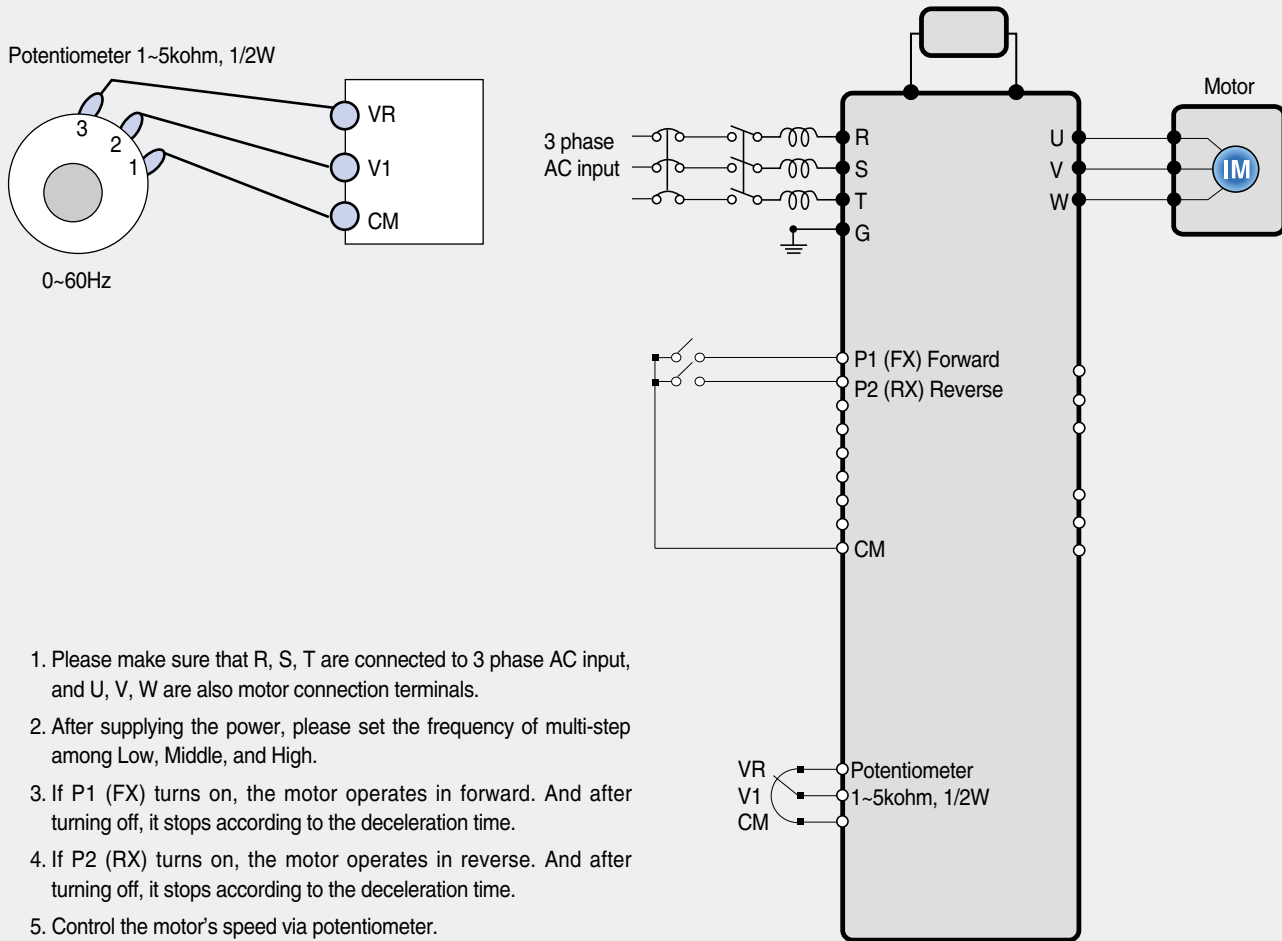 Potentiometer 1~5kohm, 1/2W
3
2
1
VR
V1
CM
0~60Hz
3 phase
AC input
R
S
T
G
U
V
W
Motor
IM
P1 (FX) Forward
P2 (RX) Reverse
CM
VR
V1
CM
Potentiometer
1~5kohm, 1/2W
1. Please make sure that R, S, T are connected to 3 phase AC input,
and U, V, W are also motor connection terminals.
2. After supplying the power, please set the frequency of multi-step
among Low, Middle, and High.
3. If P1 (FX) turns on, the motor operates in forward. And after
turning off, it stops according to the deceleration time.
4. If P2 (RX) turns on, the motor operates in reverse. And after
turning off, it stops according to the deceleration time.
5. Control the motor’s speed via potentiometer.